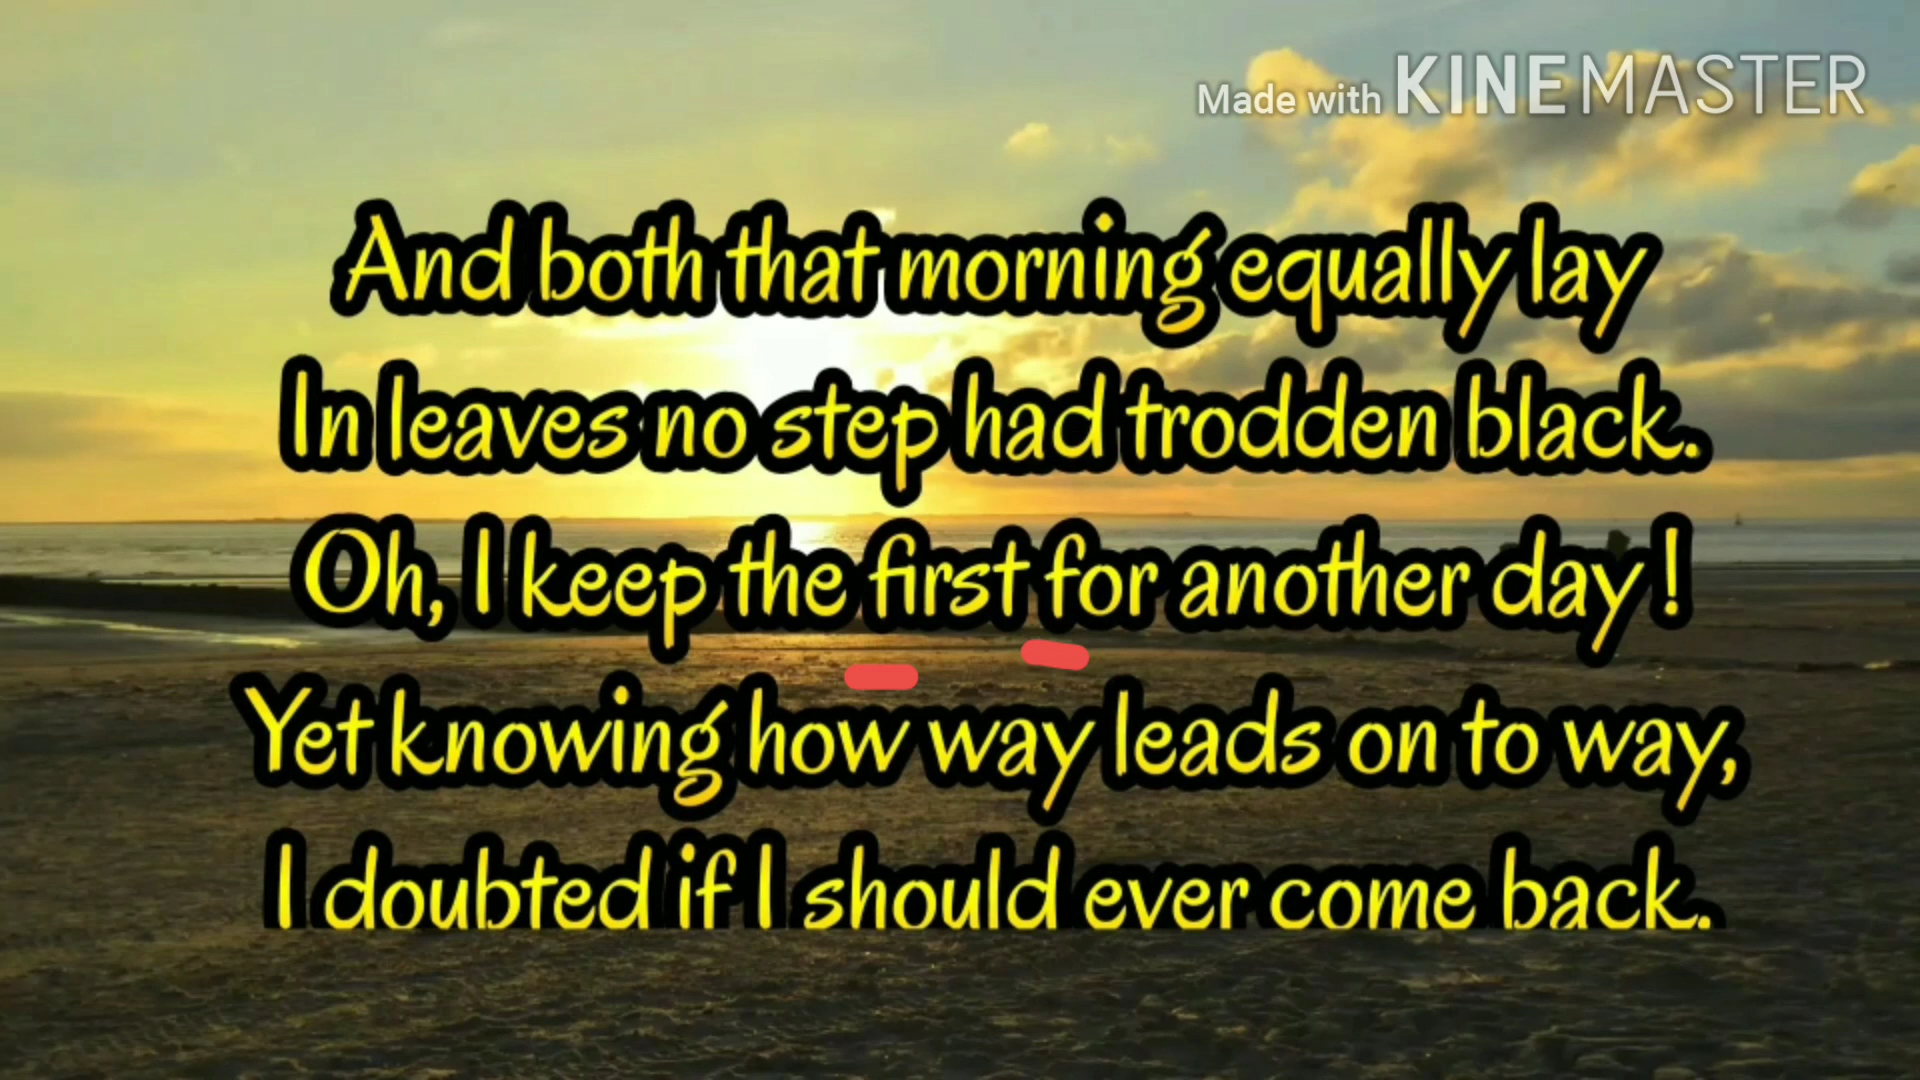 Made with KINEMASTER
And both that morning equally lay
In leaves no step had trodden black.
Oh, I keep the first for another day !
Yet knowing how way leads on to way,
I doubted if I should ever come back.